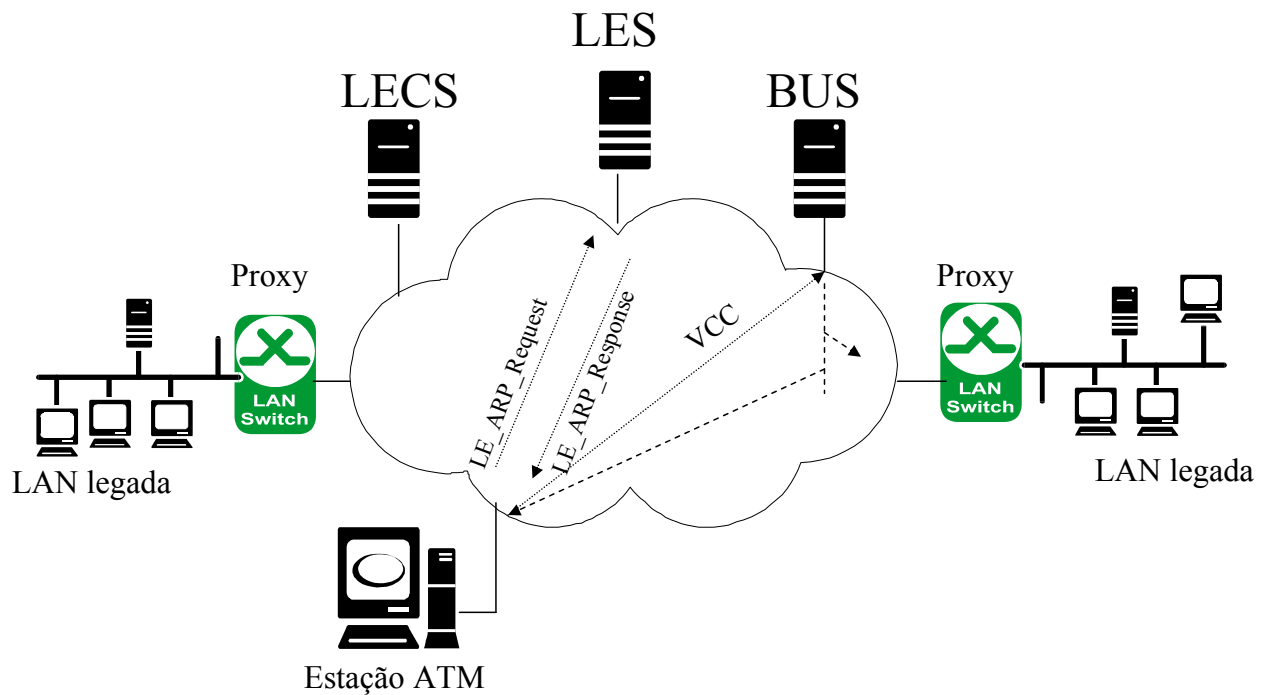 LES
LECS
BUS
Proxy
Proxy
LE_ARP_Request
LE_ARP_Response
VCC
LAN
Switch
LAN
Switch
LAN legada
LAN legada
Estação ATM